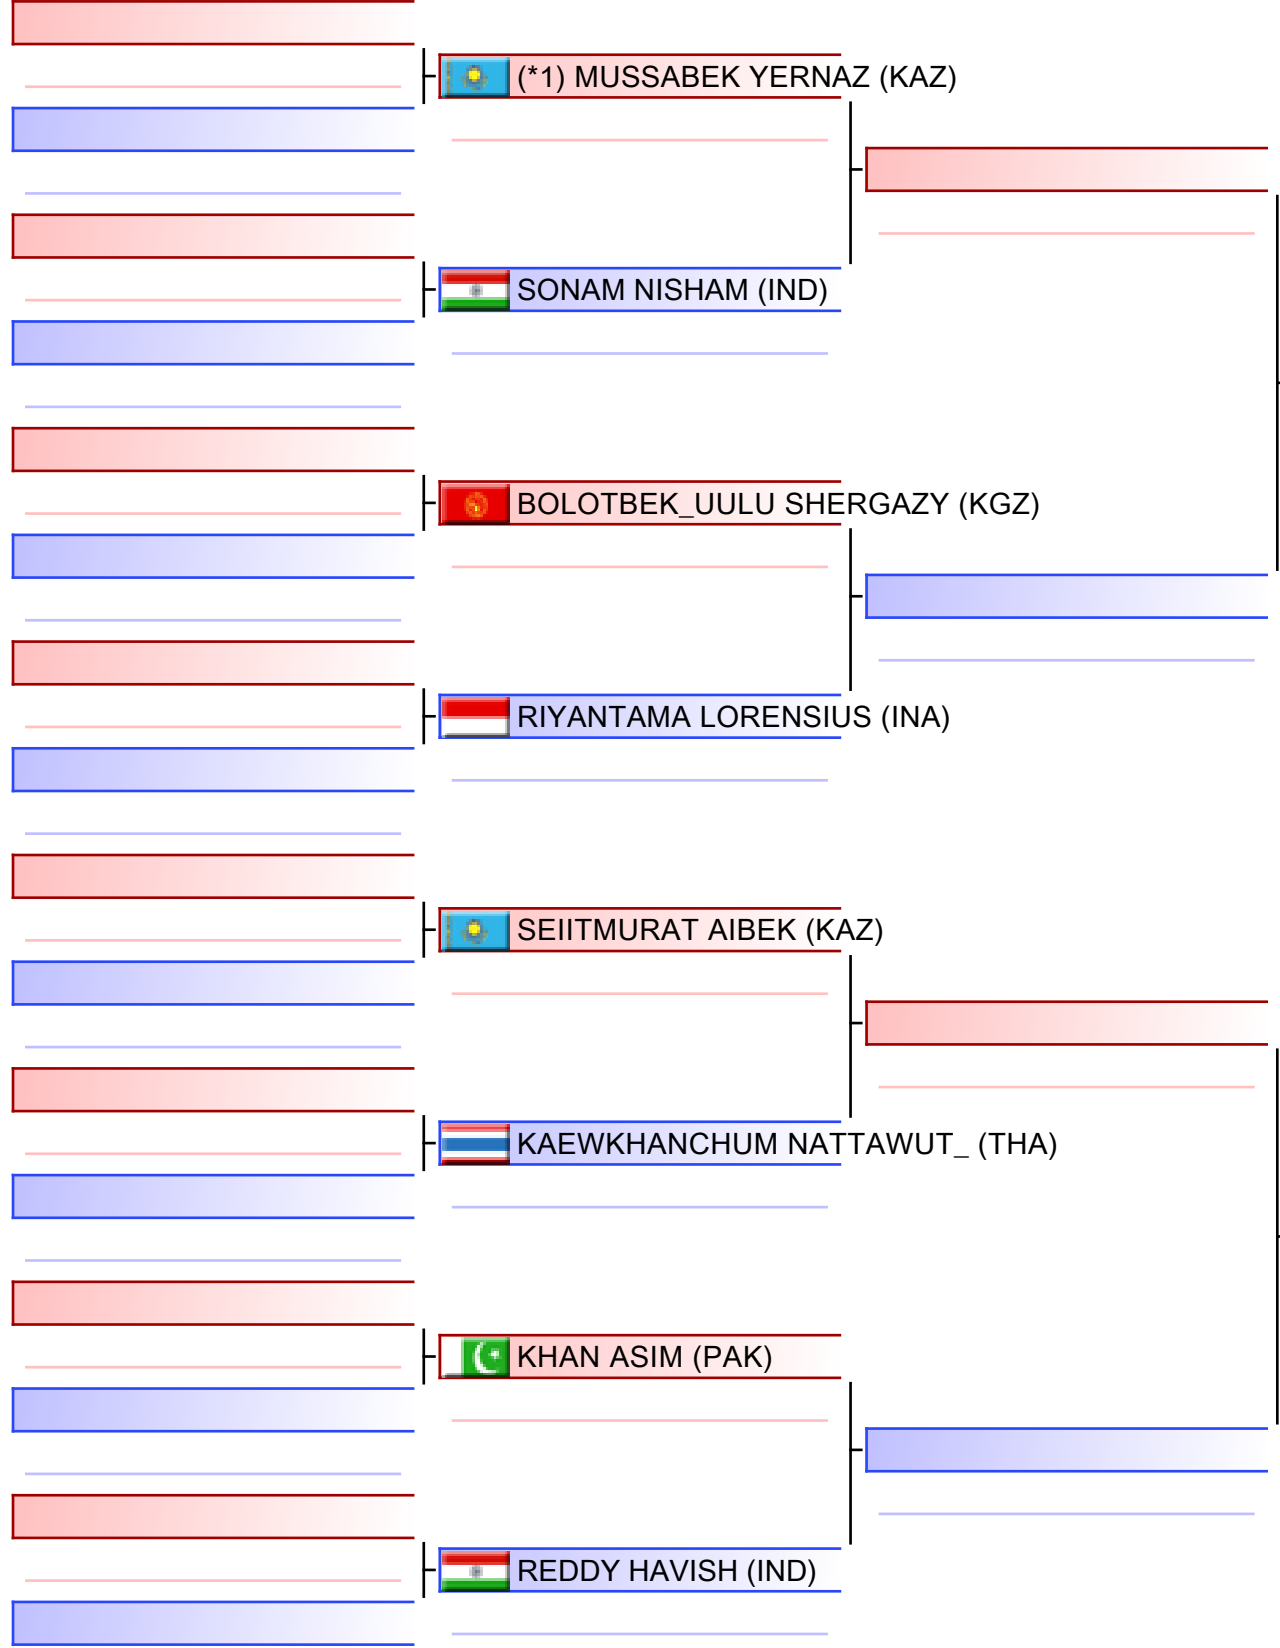 (*1) MUSSABEK YERNAZ (KAZ)
SONAM NISHAM (IND)
BOLOTBEK_UULU SHERGAZY (KGZ)
RIYANTAMA LORENSIUS (INA)
SEIITMURAT AIBEK (KAZ)
KAEWKHANCHUM NATTAWUT_ (THA)
KHAN ASIM (PAK)
REDDY HAVISH (IND)